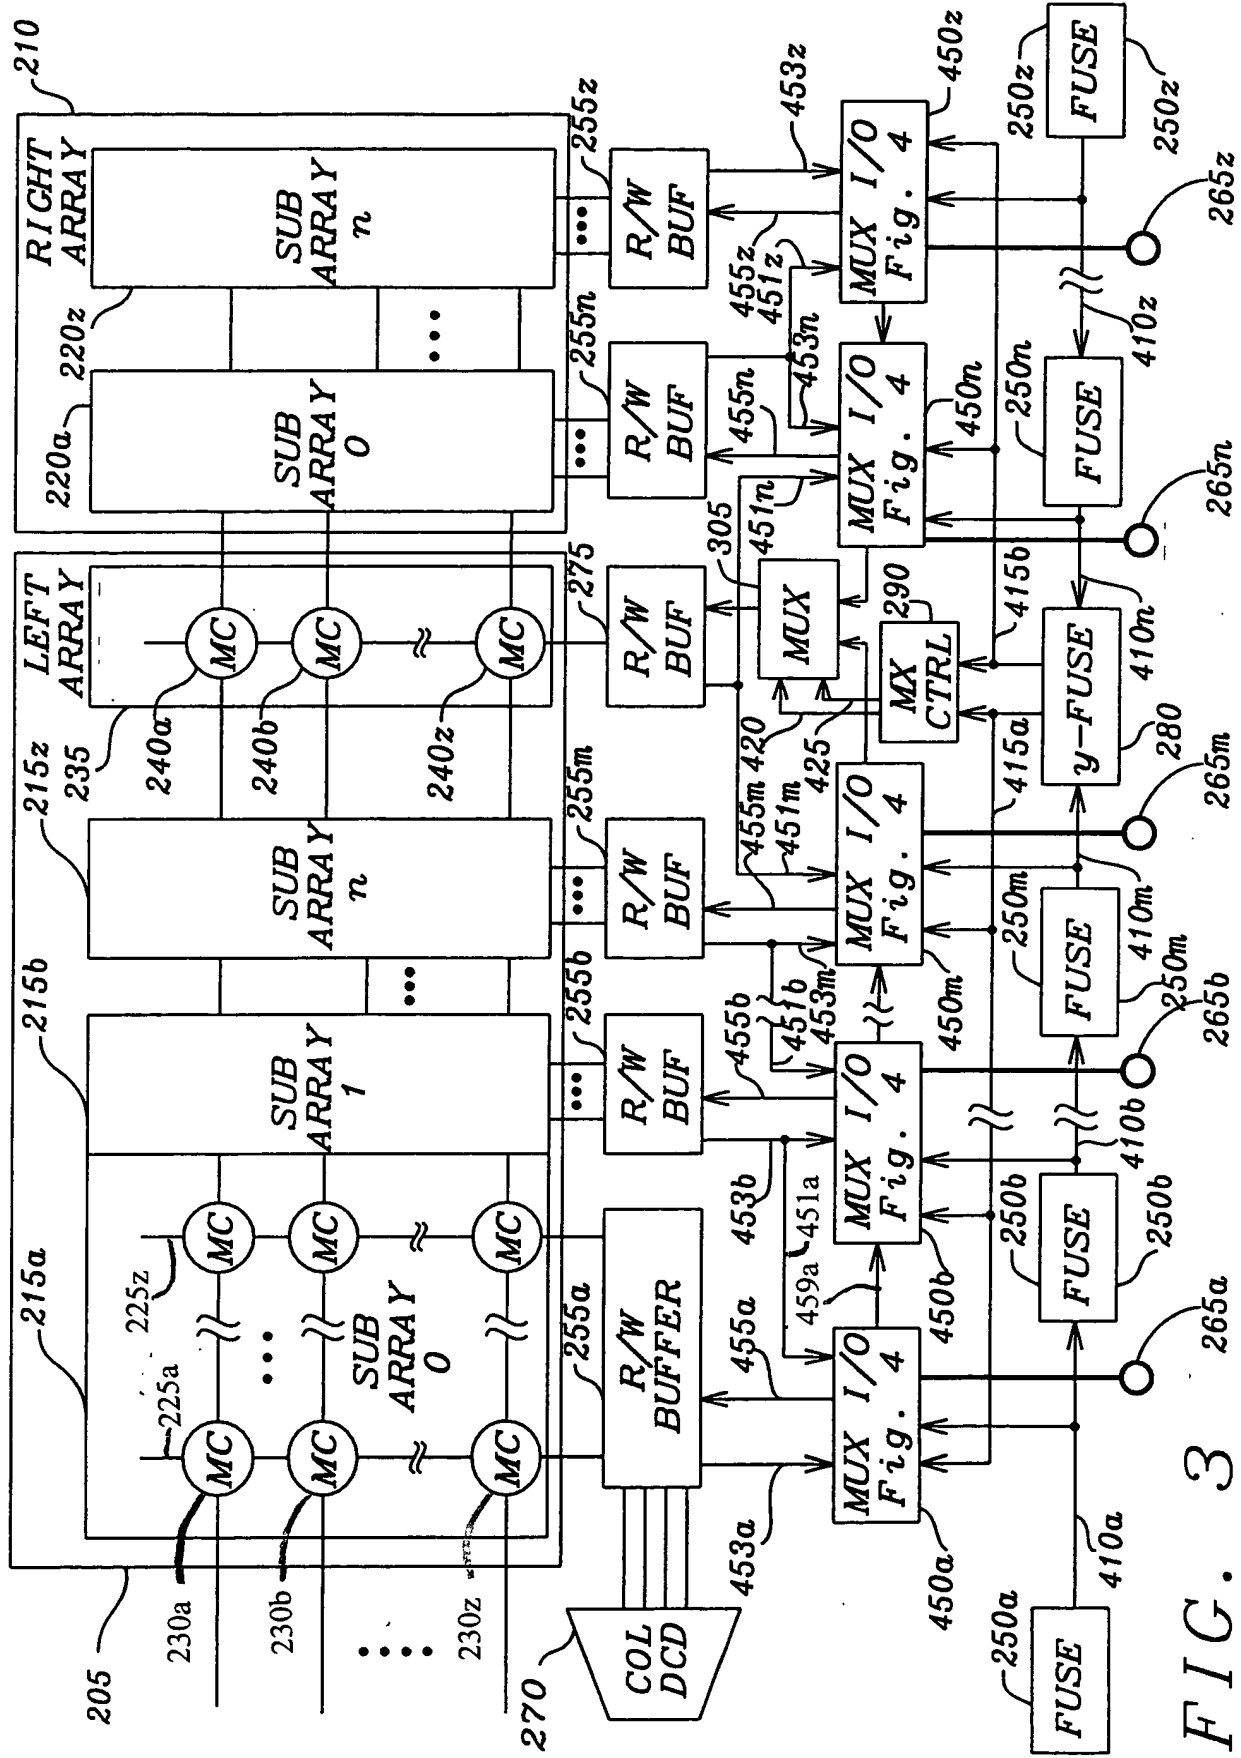 210
RIGHT
ARRAY
LEFT
ARRAY
205
215a
215b
215z
235
240a
240b
240z
220a
220z
225a
225z
230a
230b
230z
MC
MC
MC
MC
MC
MC
SUB
ARRAY
0
SUB
ARRAY
1
SUB
ARRAY
n
MC
MC
MC
SUB
ARRAY
0
SUB
ARRAY
n
270
COL
DCD
255a
R/W
BUFFER
255b
R/W
BUF
255m
R/W
BUF
275
R/W
BUF
255n
R/W
BUF
255z
R/W
BUF
453a
455a
453b
451a
459a
455b
451b
453m
455m
451m
420
425
305
MUX
451n
455n
453n
455z
451z
453z
MX
CTRL
290
450a
MUX I/O
Fig. 4
450b
MUX I/O
Fig. 4
450m
MUX I/O
Fig. 4
450n
MUX I/O
Fig. 4
450z
MUX I/O
Fig. 4
415a
415b
250a
FUSE
410a
265a
250b
FUSE
250b
410b
265b
250m
FUSE
250m
410m
265m
y-FUSE
280
410n
265n
250n
FUSE
410z
265z
250z
FUSE
250z
FIG. 3